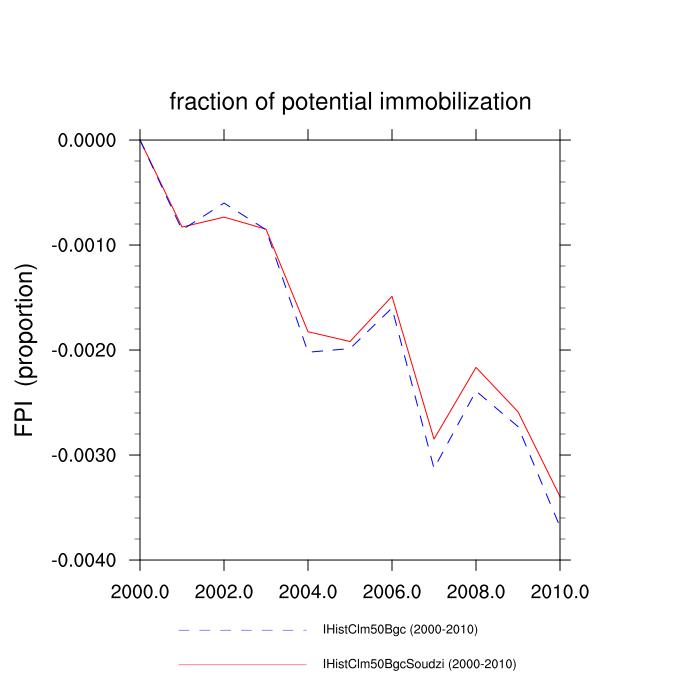 fraction of potential immobilization
0.0000
-0.0010
-0.0020
-0.0030
-0.0040
FPI (proportion)
2000.0 2002.0 2004.0 2006.0 2008.0 2010.0
IHistClm50Bgc (2000-2010)
IHistClm50BgcSoudzi (2000-2010)